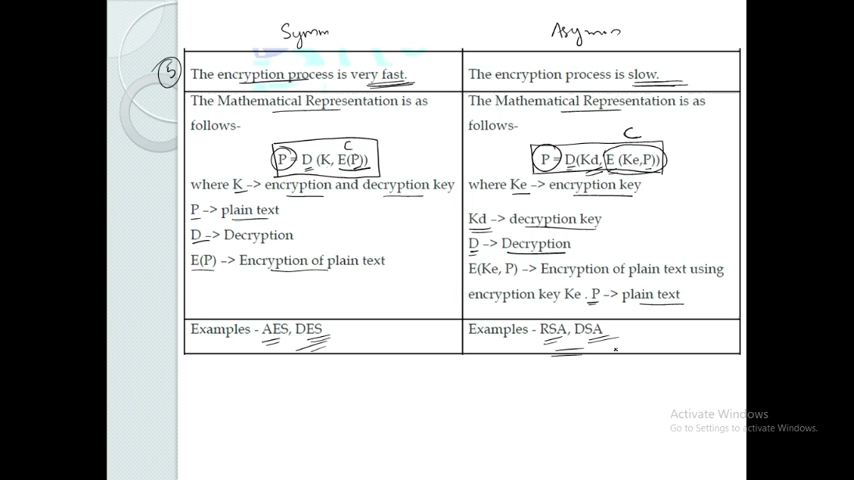 Symm
Asymm
5
The encryption process is very fast.
The encryption process is slow.
The Mathematical Representation is as
follows-
C
P = D (K, E(P))
where K -> encryption and decryption key
P -> plain text
D -> Decryption
E(P) -> Encryption of plain text
The Mathematical Representation is as
follows-
C
P = D(Kd, E (Ke,P))
where Ke -> encryption key
Kd -> decryption key
D -> Decryption
E(Ke, P) -> Encryption of plain text using
encryption key Ke . P -> plain text
Examples - AES, DES
Examples - RSA, DSA
Activate Windows
Go to Settings to activate Windows.